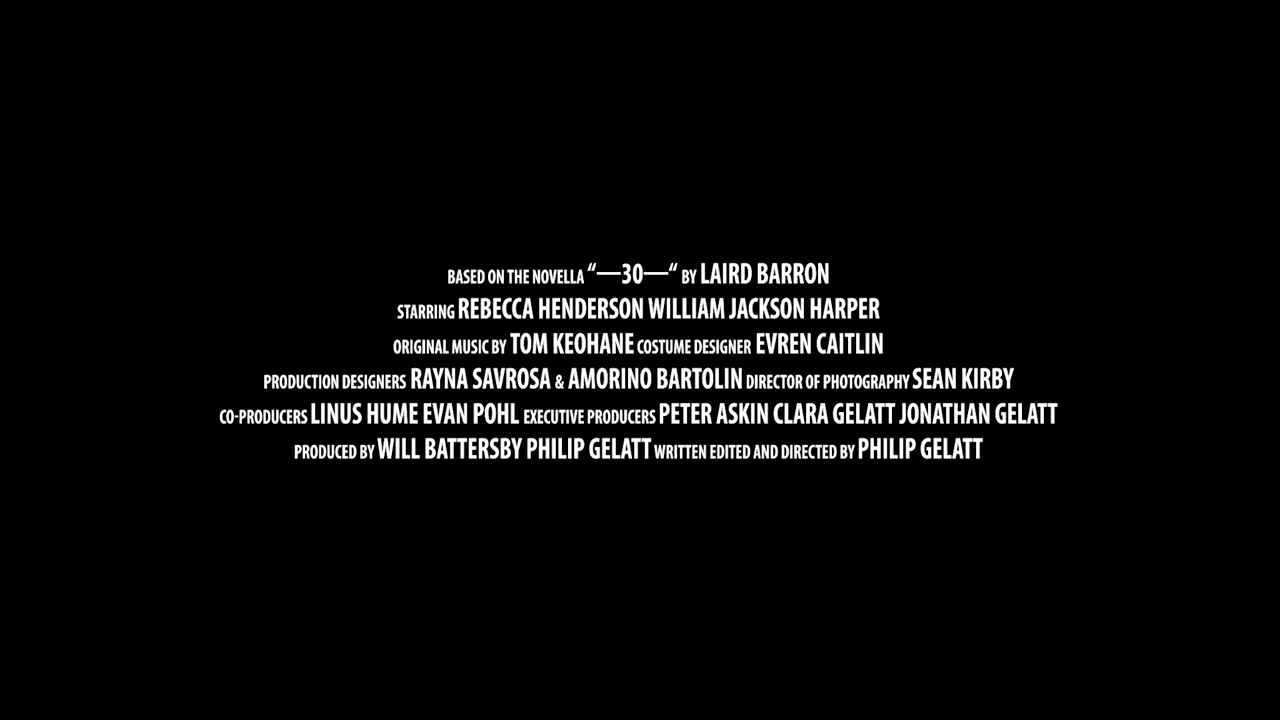 BASED ON THE NOVELLA “—30—“ BY LAIRD BARRON
STARRING REBECCA HENDERSON WILLIAM JACKSON HARPER
ORIGINAL MUSIC BY TOM KEOHANE COSTUME DESIGNER EVREN CAITLIN
PRODUCTION DESIGNERS RAYNA SAVROSA & AMORINO BARTOLIN DIRECTOR OF PHOTOGRAPHY SEAN KIRBY
CO-PRODUCERS LINUS HUME EVAN POHL EXECUTIVE PRODUCERS PETER ASKIN CLARA GELATT JONATHAN GELATT
PRODUCED BY WILL BATTERSBY PHILIP GELATT WRITTEN EDITED AND DIRECTED BY PHILIP GELATT